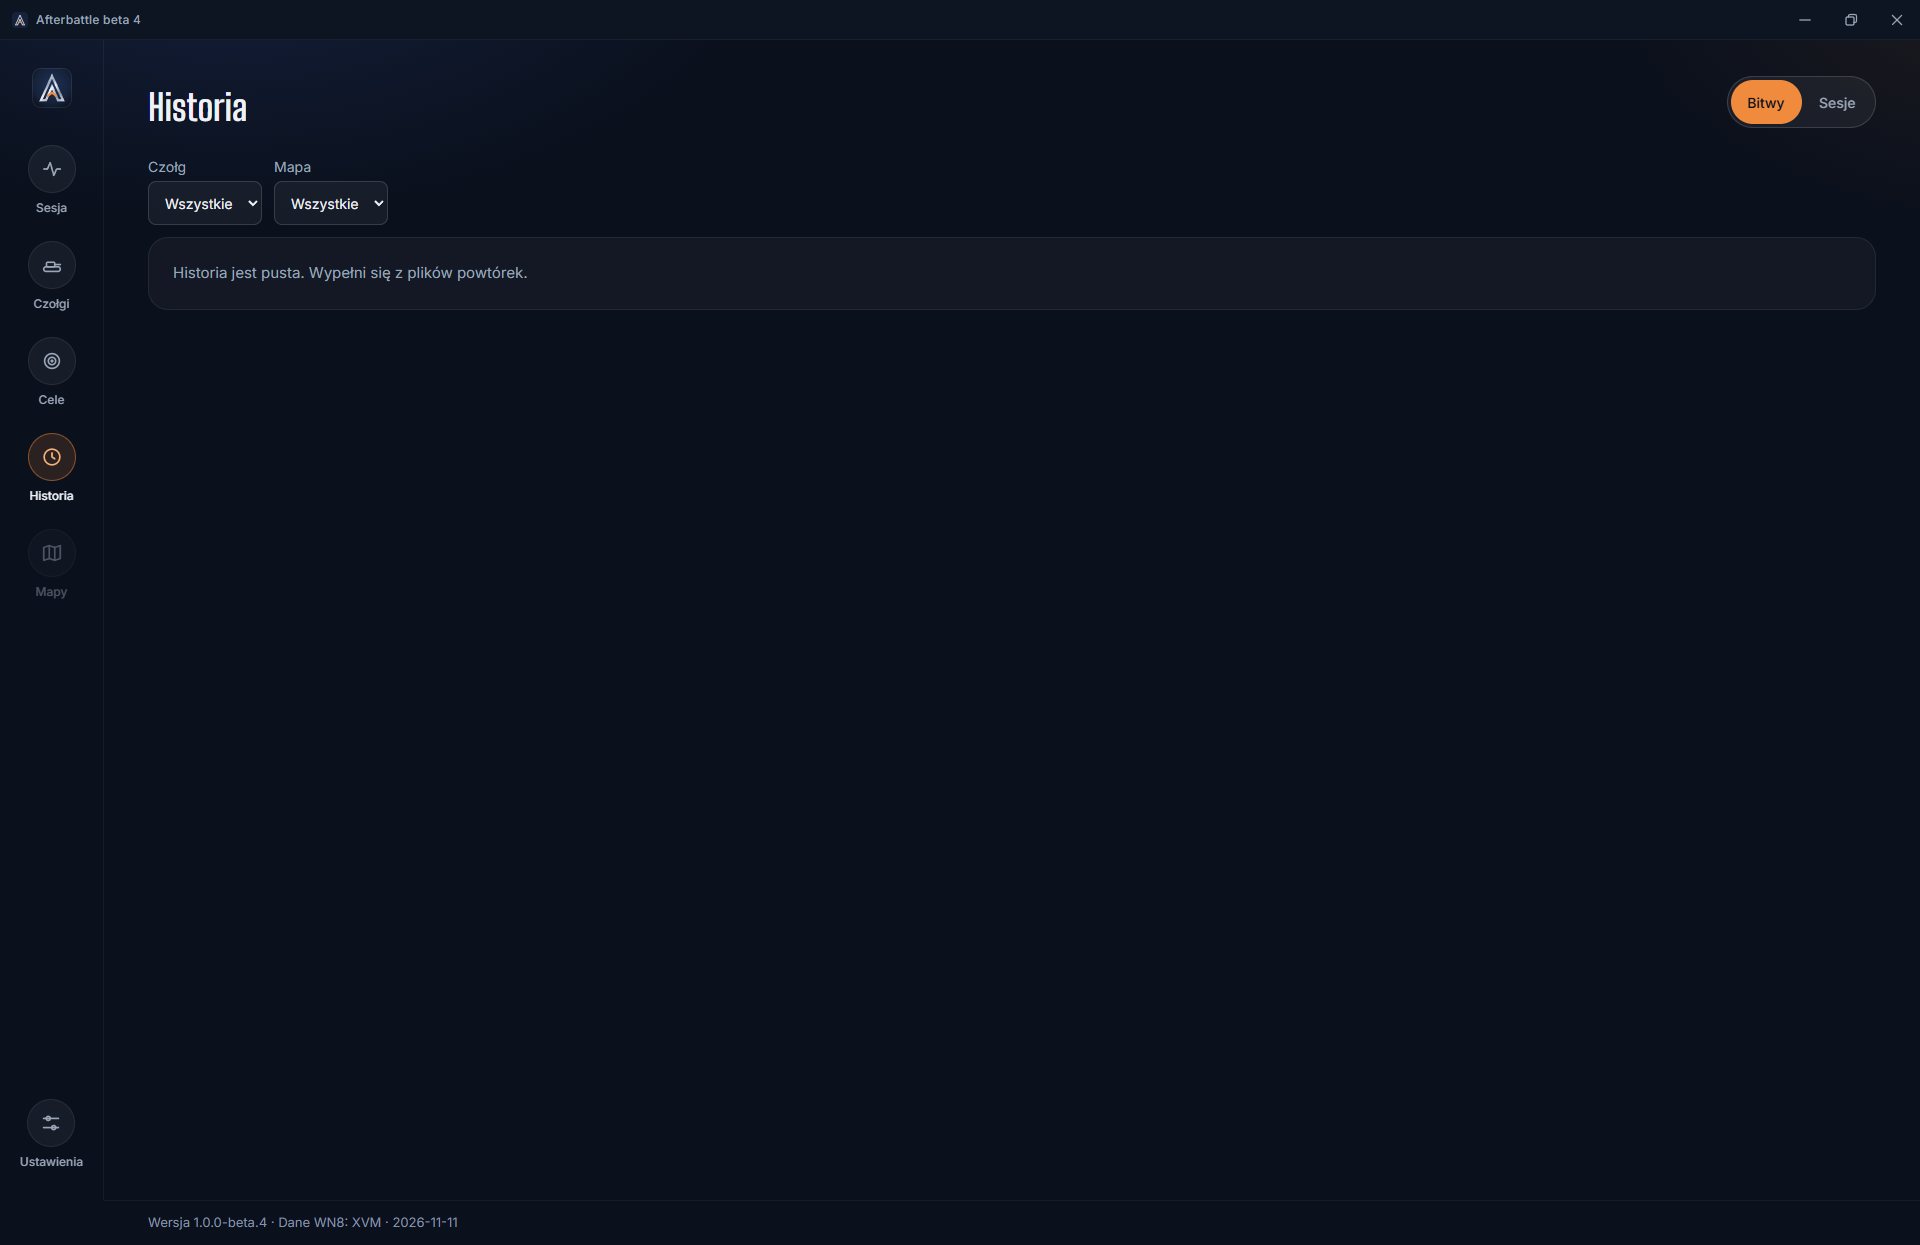 Afterbattle beta 4
Historia
Bitwy
Sesje
Czołg
Mapa
Wszystkie
Wszystkie
Historia jest pusta. Wypełni się z plików powtórek.
Sesja
Czołgi
Cele
Historia
Mapy
Ustawienia
Wersja 1.0.0-beta.4 · Dane WN8: XVM · 2026-11-11